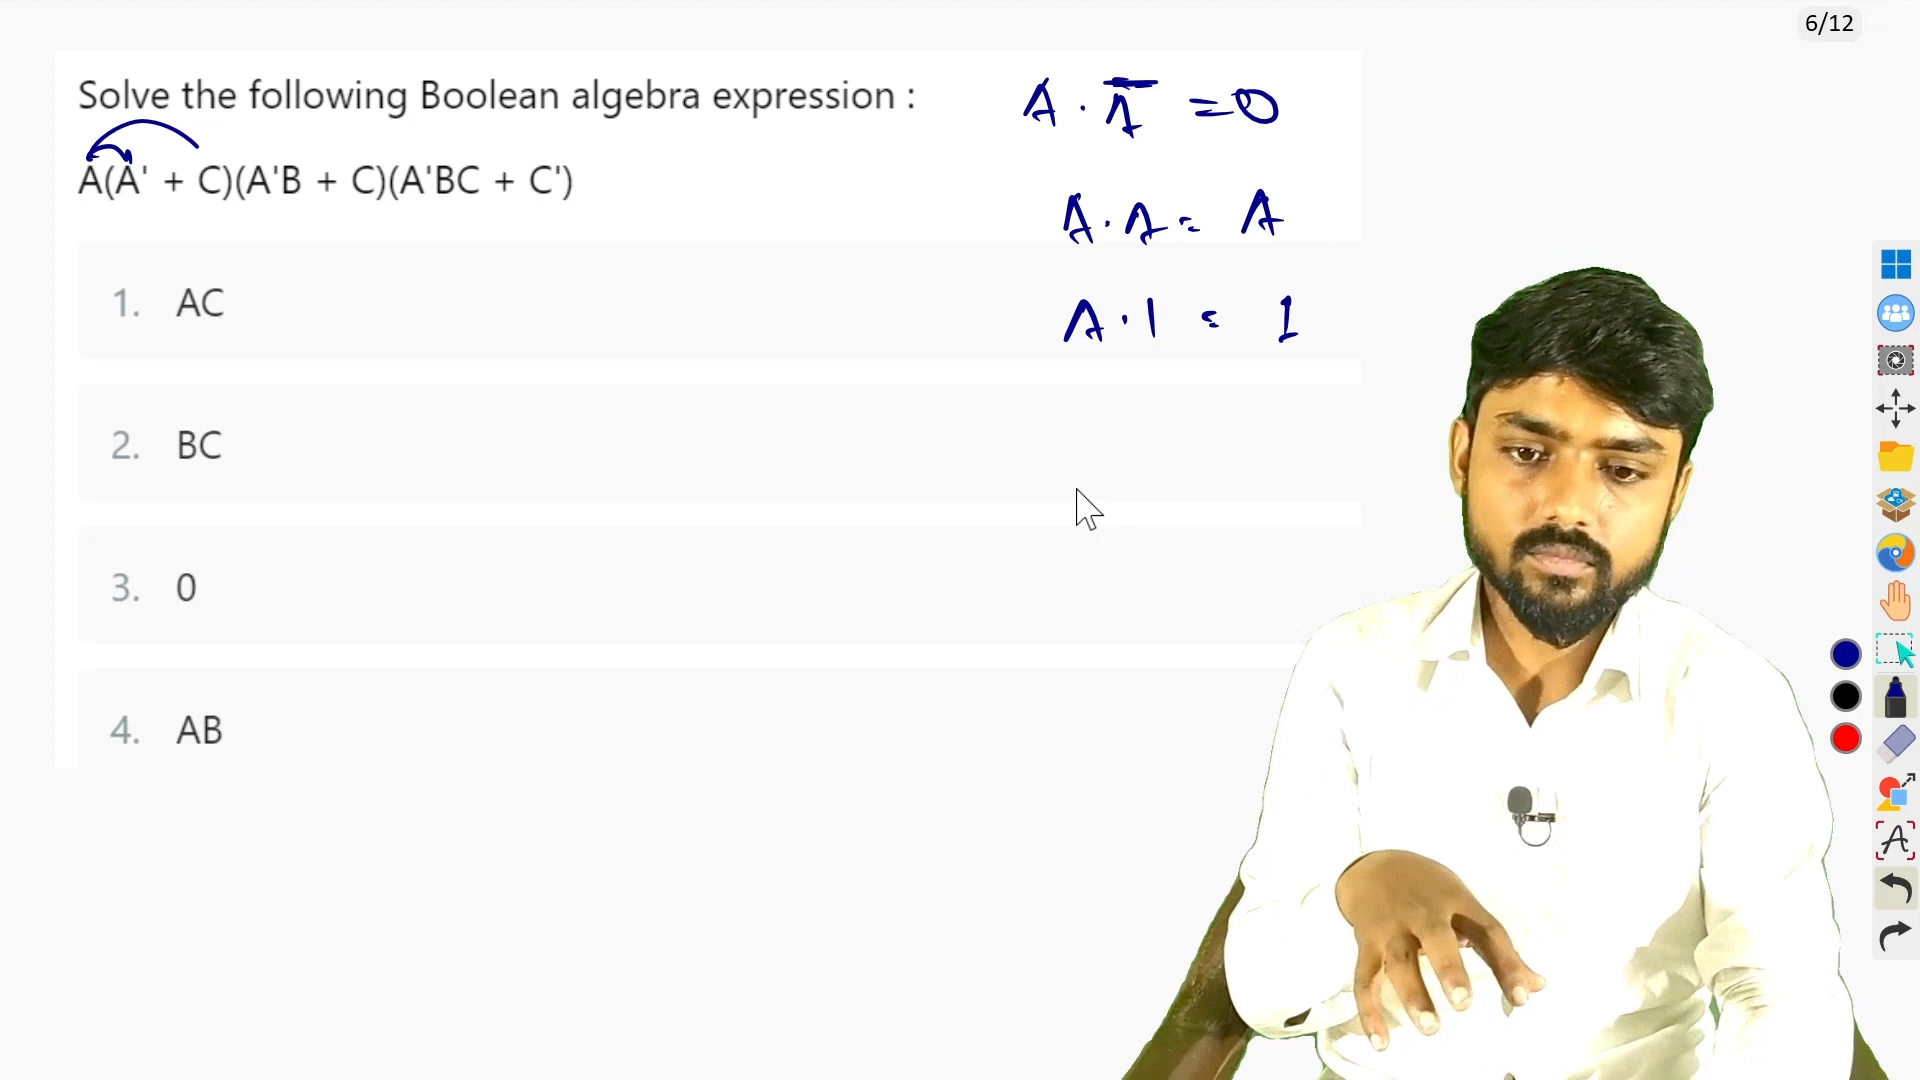 6/12
Solve the following Boolean algebra expression :
A(A' + C)(A'B + C)(A'BC + C')
1. AC
2. BC
3. 0
4. AB
A · A̅ = 0
A · A = A
A · 1 = 1